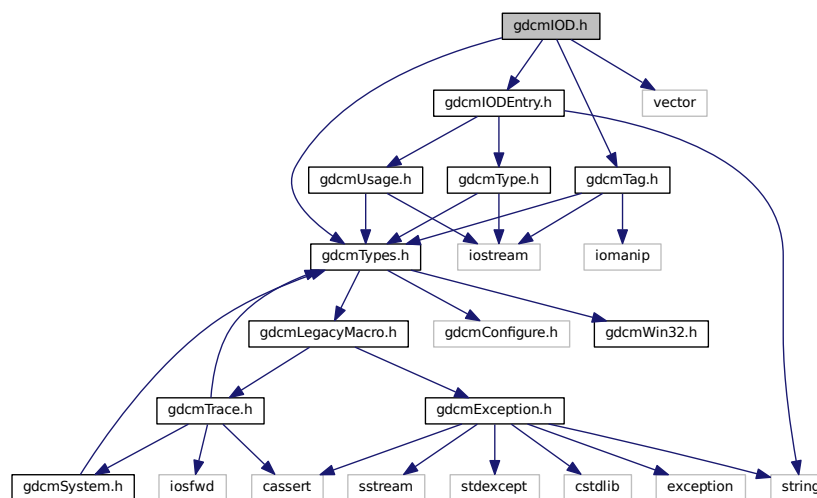 gdcmIOD.h
gdcmIODEntry.h
vector
gdcmUsage.h
gdcmType.h
gdcmTag.h
gdcmTypes.h
iostream
iomanip
gdcmLegacyMacro.h
gdcmConfigure.h
gdcmWin32.h
gdcmTrace.h
gdcmException.h
gdcmSystem.h
iosfwd
cassert
sstream
stdexcept
cstdlib
exception
string